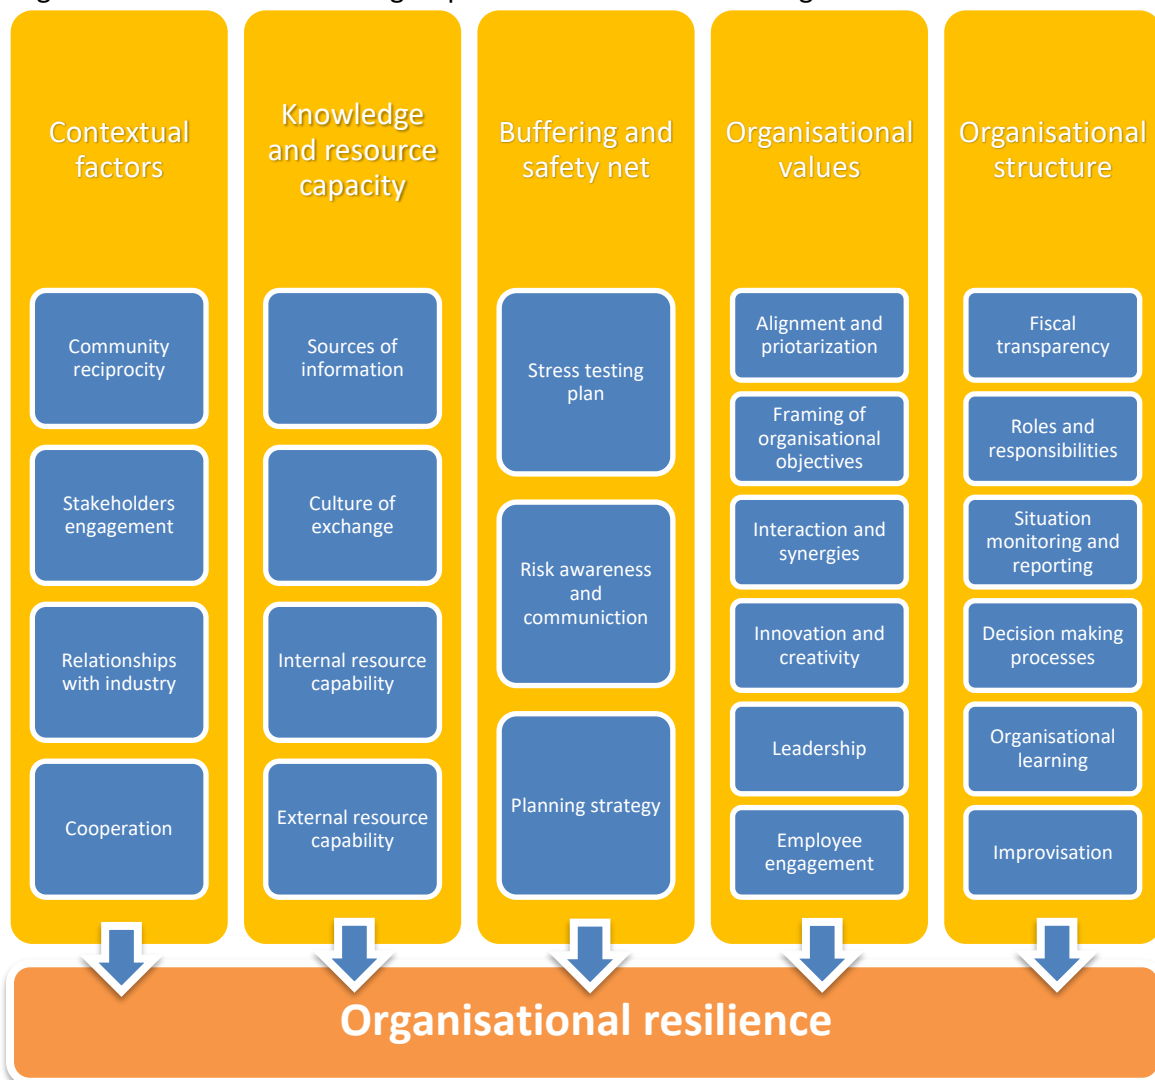 Contextual
factors
Community
reciprocity
Stakeholders
engagement
Relationships
with industry
Cooperation
Knowledge
and resource
capacity
Sources of
information
Culture of
exchange
Internal resource
capability
External resource
capability
Buffering and
safety net
Stress testing
plan
Risk awareness
and
communiction
Planning strategy
Organisational
values
Alignment and
priotarization
Framing of
organisational
objectives
Interaction and
synergies
Innovation and
creativity
Leadership
Employee
engagement
Organisational
structure
Fiscal
transparency
Roles and
responsibilities
Situation
monitoring and
reporting
Decision making
processes
Organisational
learning
Improvisation
Organisational resilience